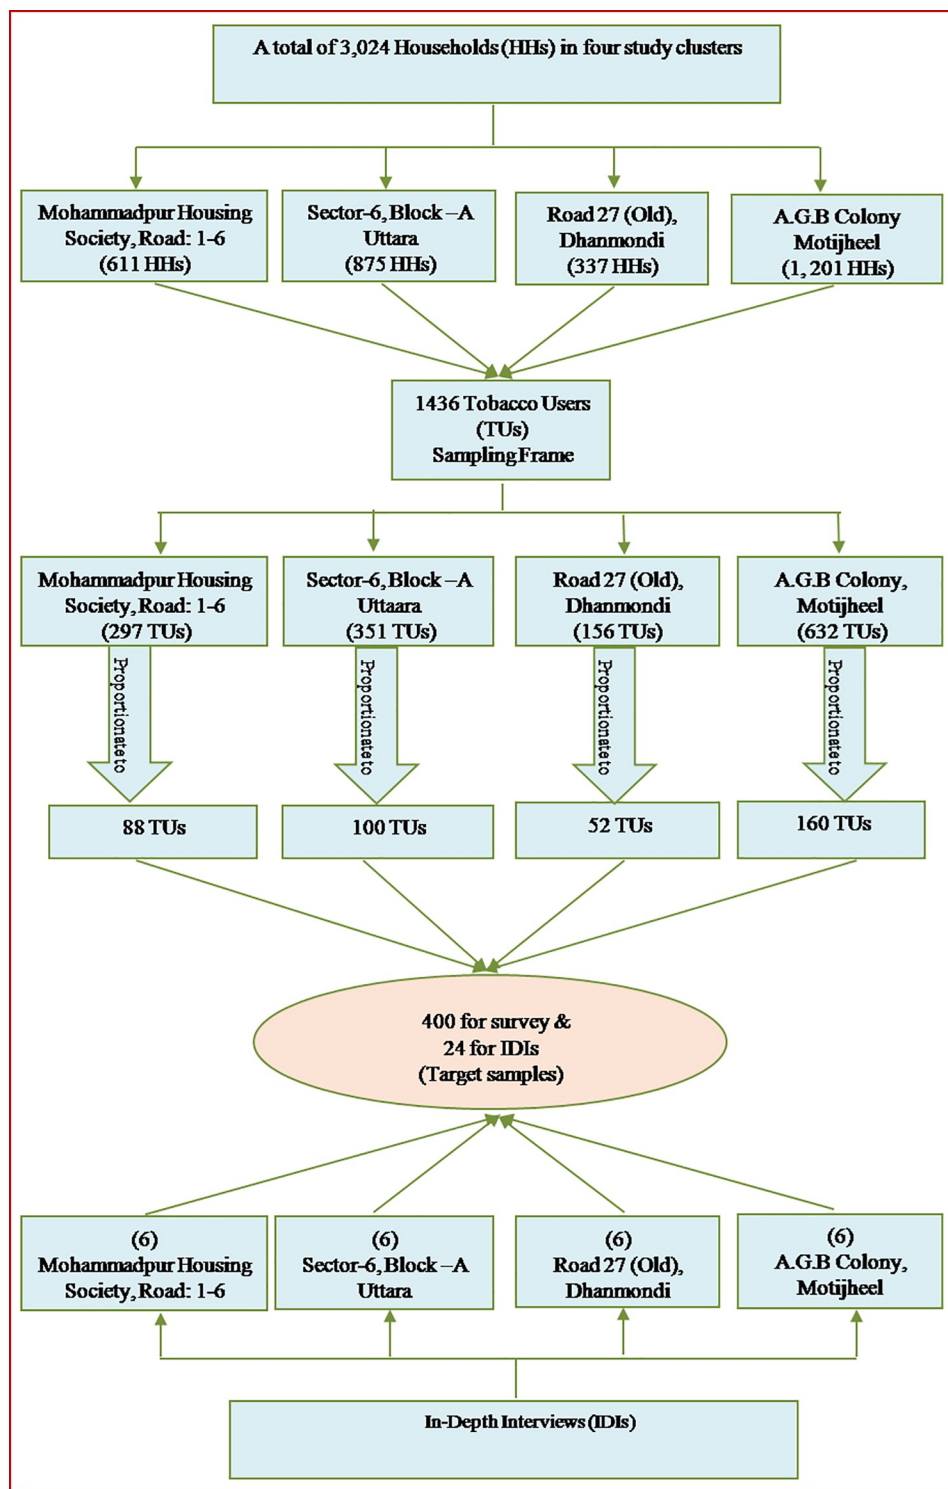 A total of 3,024 Households (HHs) in four study clusters
Mohammadpur Housing
Society, Road: 1-6
(611 HHs)
Sector-6, Block –A
Uttara
(875 HHs)
Road 27 (Old),
Dhanmondi
(337 HHs)
A.G.B Colony
Motijheel
(1, 201 HHs)
1436 Tobacco Users
(TUs)
Sampling Frame
Mohammadpur Housing
Society, Road: 1-6
(297 TUs)
Sector-6, Block –A
Uttaara
(351 TUs)
Road 27 (Old),
Dhanmondi
(156 TUs)
A.G.B Colony,
Motijheel
(632 TUs)
Proportionate to
Proportionate to
Proportionate to
Proportionate to
88 TUs
100 TUs
52 TUs
160 TUs
400 for survey &
24 for IDIs
(Target samples)
(6)
Mohammadpur Housing
Society, Road: 1-6
(6)
Sector-6, Block –A
Uttara
(6)
Road 27 (Old),
Dhanmondi
(6)
A.G.B Colony,
Motijheel
In-Depth Interviews (IDIs)